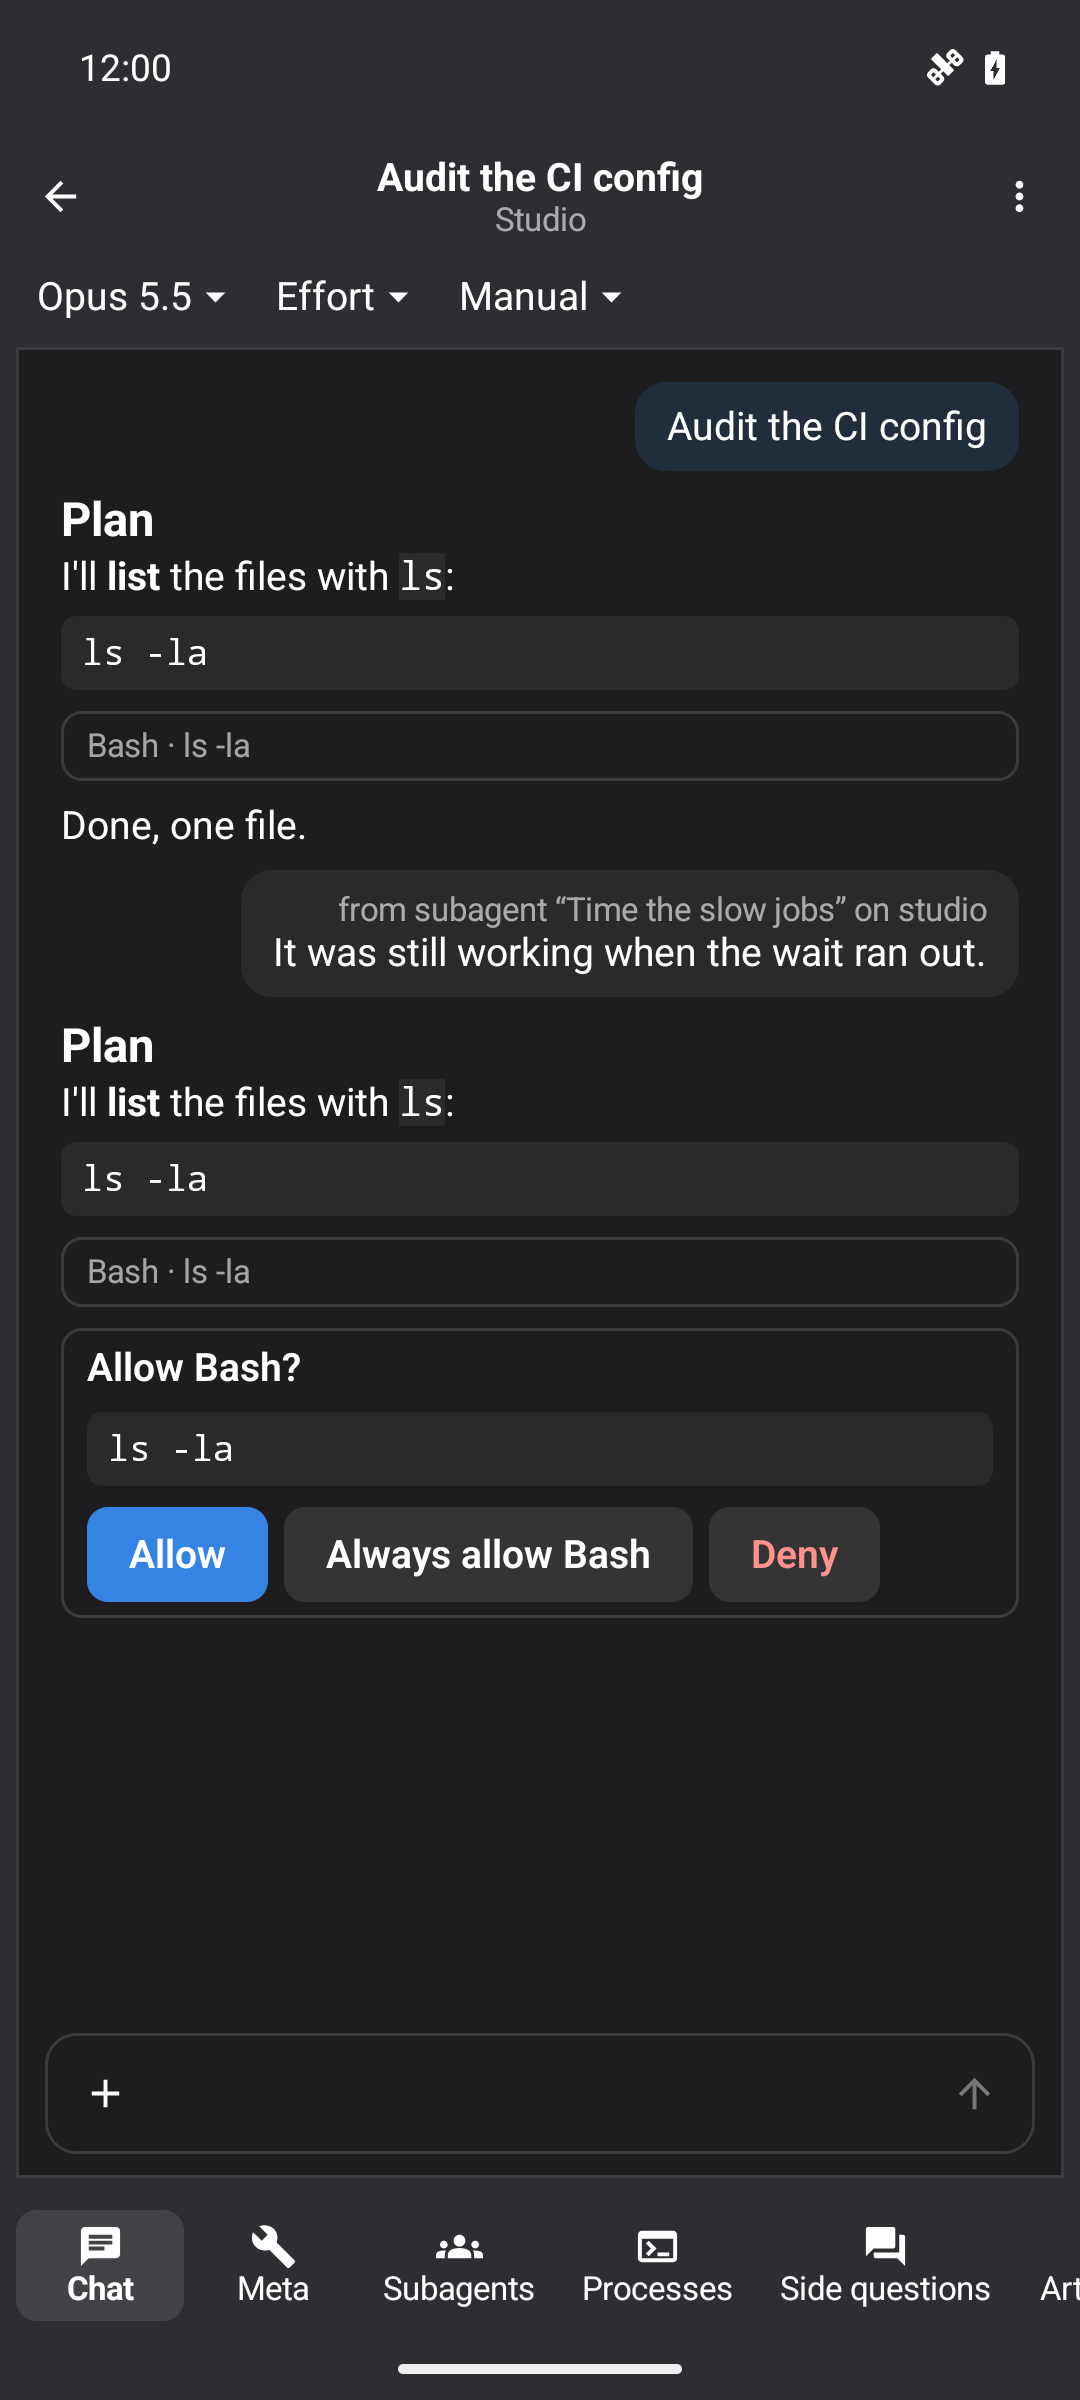 12:00
Audit the CI config
Studio
Opus 5.5
Effort
Manual
Audit the CI config
Plan
I'll list the files with ls:
ls -la
Bash · ls -la
Done, one file.
from subagent “Time the slow jobs” on studio
It was still working when the wait ran out.
Plan
I'll list the files with ls:
ls -la
Bash · ls -la
Allow Bash?
ls -la
Allow
Always allow Bash
Deny
Chat
Meta
Subagents
Processes
Side questions
Art